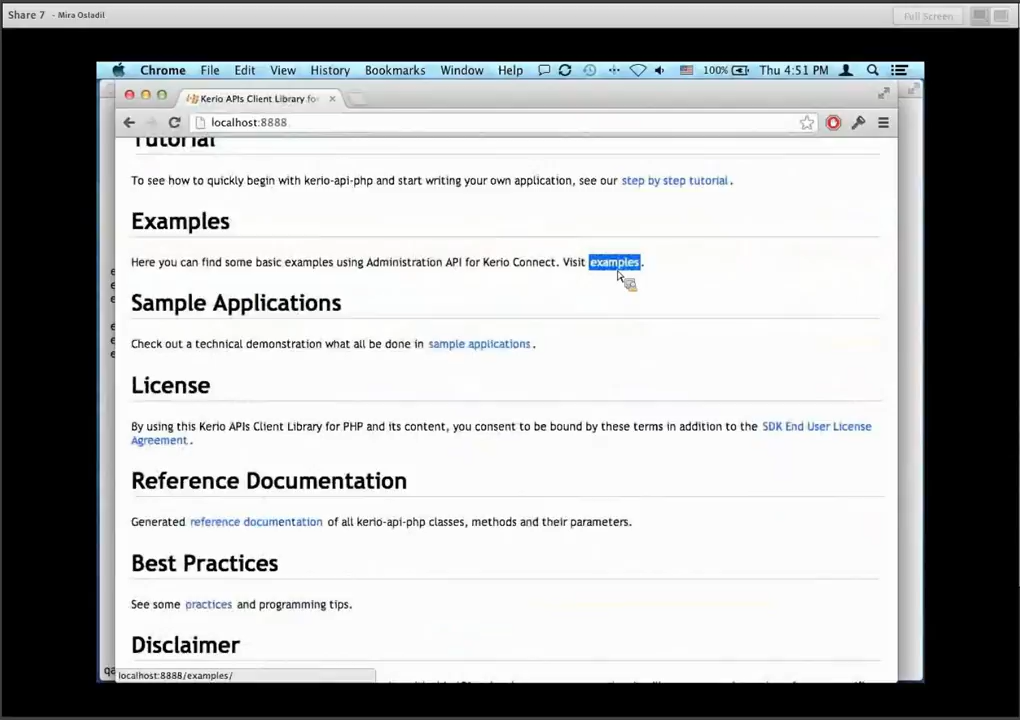 Share 7 - Mira Osladil
Full Screen
Chrome File Edit View History Bookmarks Window Help 100% Thu 4:51 PM
Kerio APIs Client Library for
localhost:8888
Tutorial
To see how to quickly begin with kerio-api-php and start writing your own application, see our step by step tutorial.
Examples
Here you can find some basic examples using Administration API for Kerio Connect. Visit examples.
Sample Applications
Check out a technical demonstration what all be done in sample applications.
License
By using this Kerio APIs Client Library for PHP and its content, you consent to be bound by these terms in addition to the SDK End User License
Agreement.
Reference Documentation
Generated reference documentation of all kerio-api-php classes, methods and their parameters.
Best Practices
See some practices and programming tips.
Disclaimer
localhost:8888/examples/